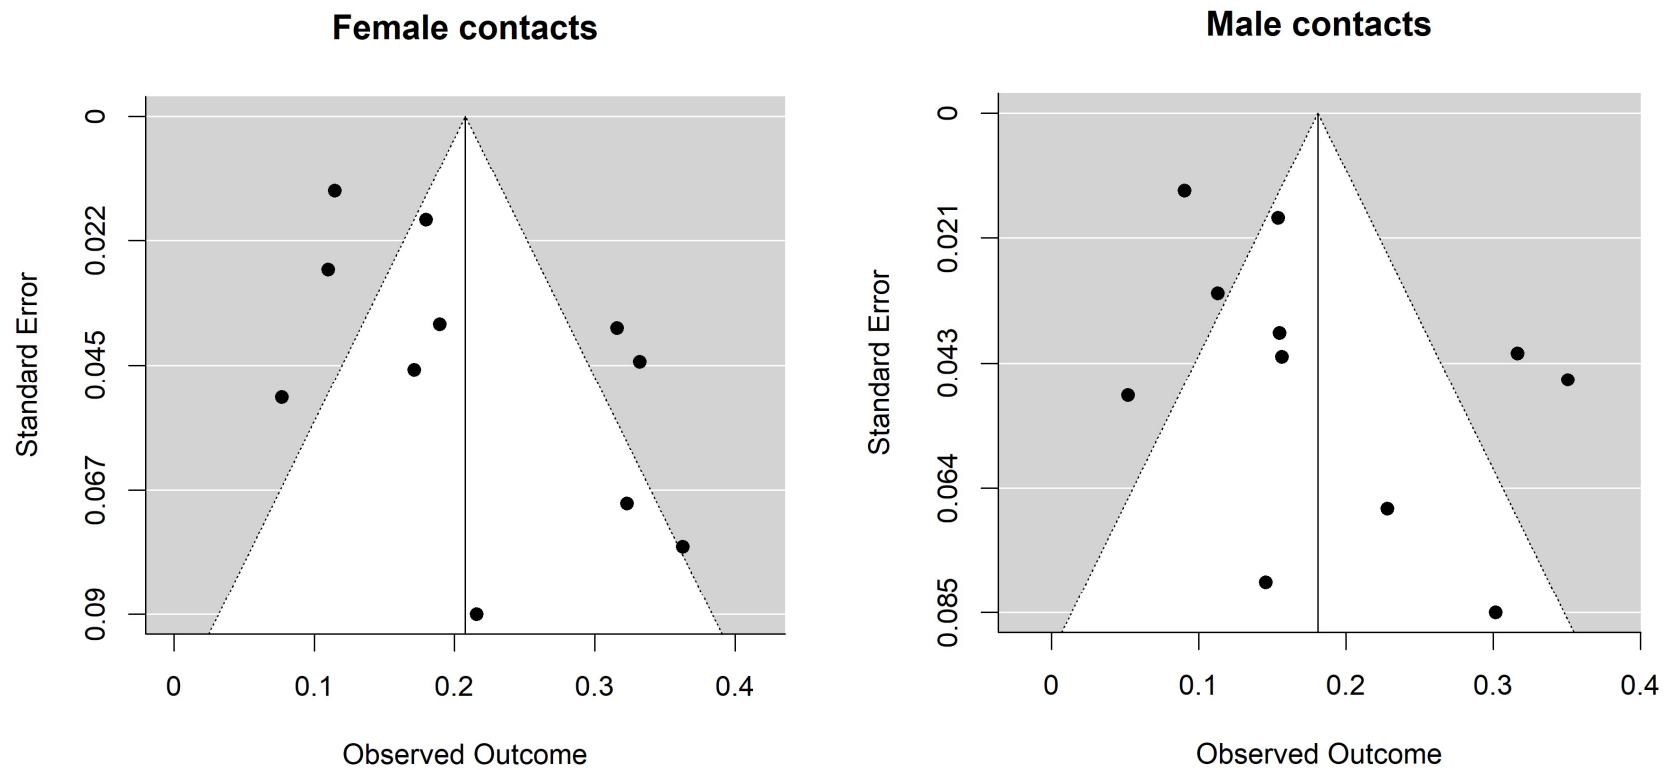 Female contacts
Standard Error
0
0.022
0.045
0.067
0.09
0 0.1 0.2 0.3 0.4
Observed Outcome
Male contacts
Standard Error
0
0.021
0.043
0.064
0.085
0 0.1 0.2 0.3 0.4
Observed Outcome